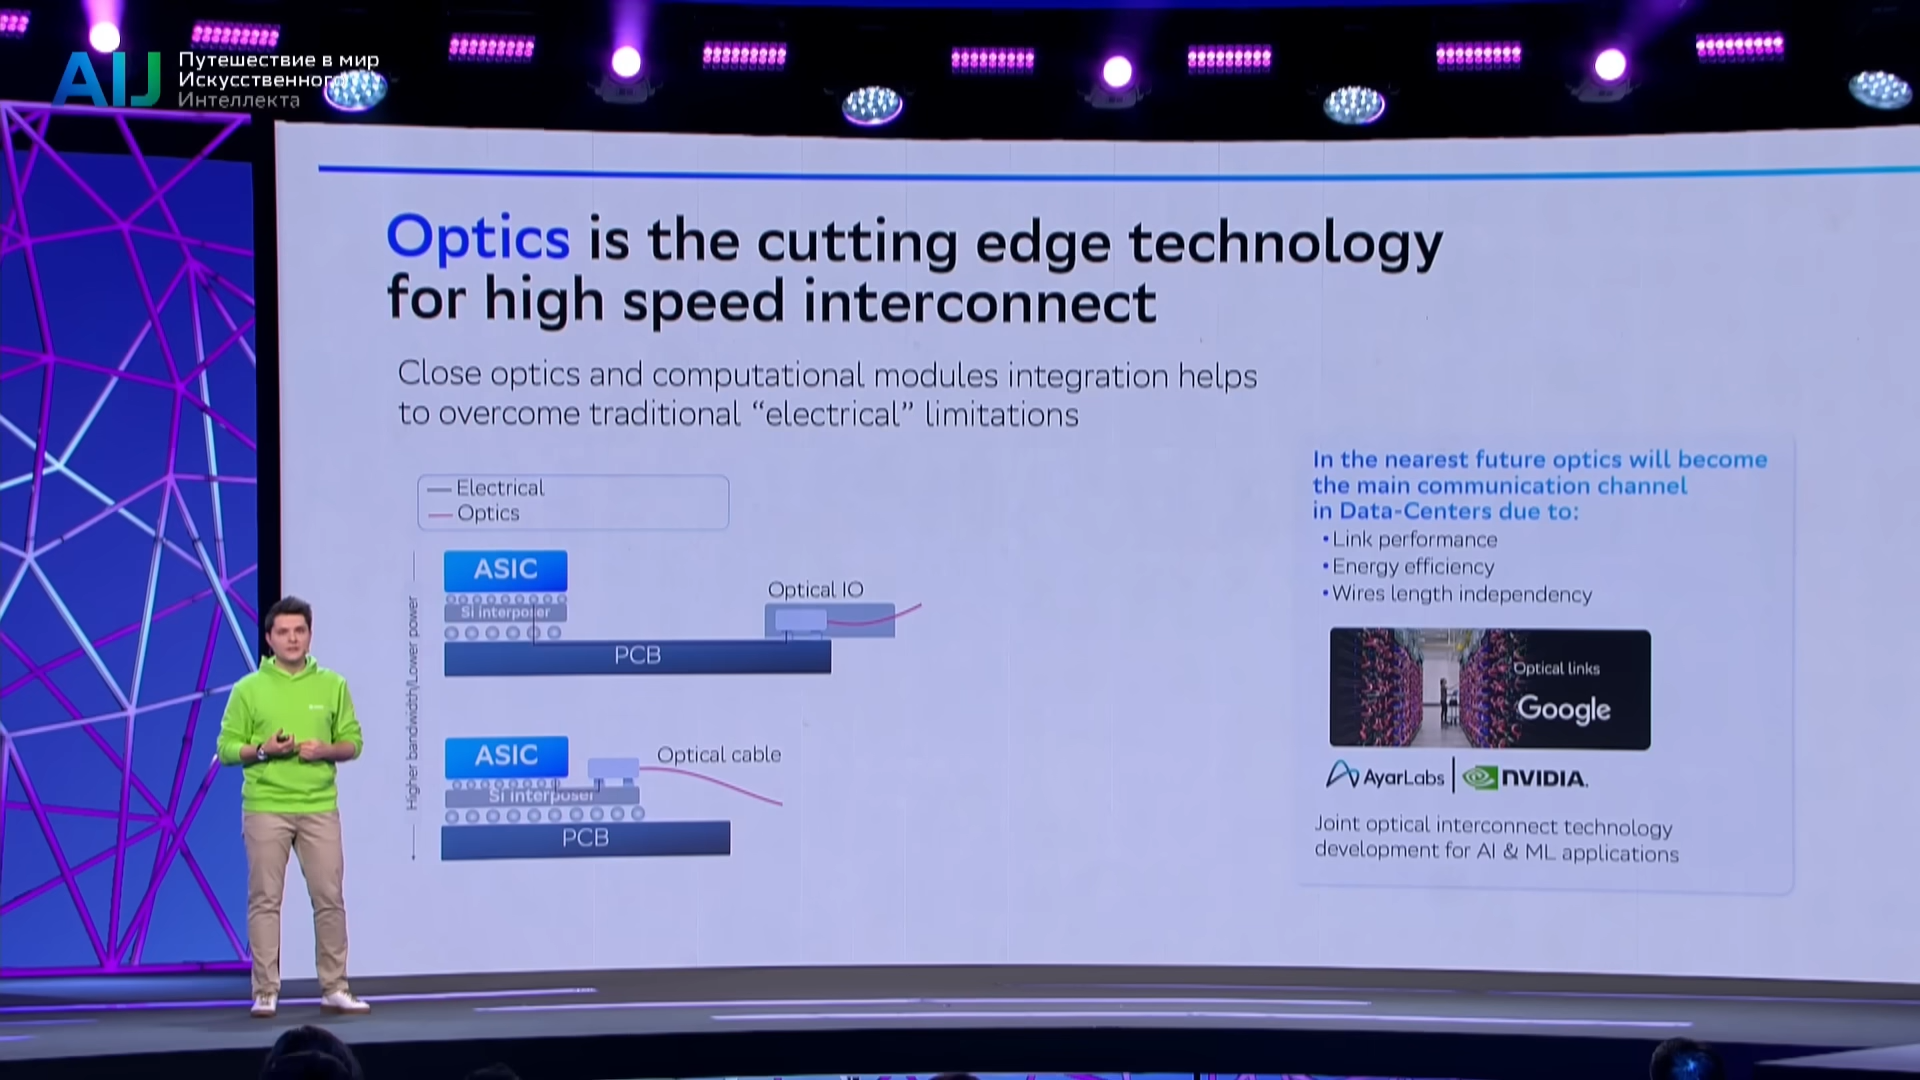 AIJ
Путешествие в мир
Искусственного
Интеллекта
Optics is the cutting edge technology
for high speed interconnect
Close optics and computational modules integration helps
to overcome traditional “electrical” limitations
Electrical
Optics
Higher bandwidth/Lower power
ASIC
Si interposer
PCB
Optical IO
ASIC
Si interposer
PCB
Optical cable
In the nearest future optics will become
the main communication channel
in Data-Centers due to:
• Link performance
• Energy efficiency
• Wires length independency
Optical links
Google
AyarLabs
NVIDIA.
Joint optical interconnect technology
development for AI & ML applications